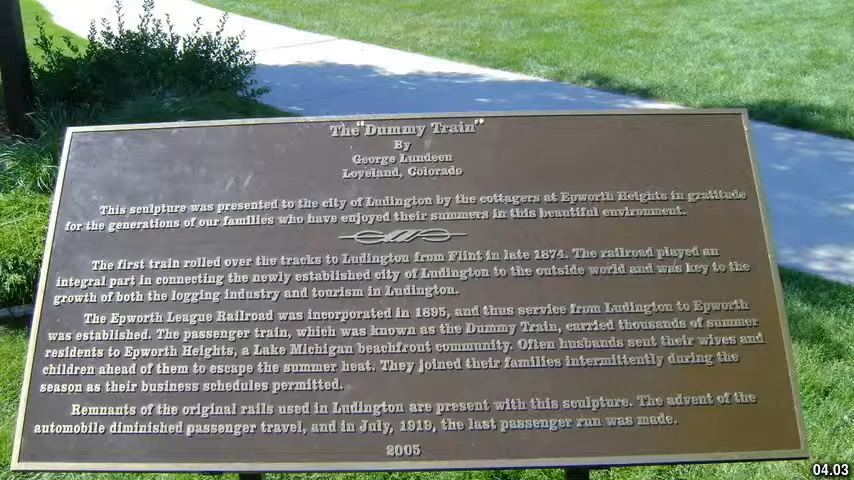 The "Dummy Train"
By
George Lundeen
Loveland, Colorado
This sculpture was presented to the city of Ludington by the cottagers at Epworth Heights in gratitude
for the generations of our families who have enjoyed their summers in this beautiful environment.
The first train rolled over the tracks to Ludington from Flint in late 1874. The railroad played an
integral part in connecting the newly established city of Ludington to the outside world and was key to the
growth of both the logging industry and tourism in Ludington.
The Epworth League Railroad was incorporated in 1895, and thus service from Ludington to Epworth
was established. The passenger train, which was known as the Dummy Train, carried thousands of summer
residents to Epworth Heights, a Lake Michigan beachfront community. Often husbands sent their wives and
children ahead of them to escape the summer heat. They joined their families intermittently during the
season as their business schedules permitted.
Remnants of the original rails used in Ludington are present with this sculpture. The advent of the
automobile diminished passenger travel, and in July, 1919, the last passenger run was made.
2005
04.03